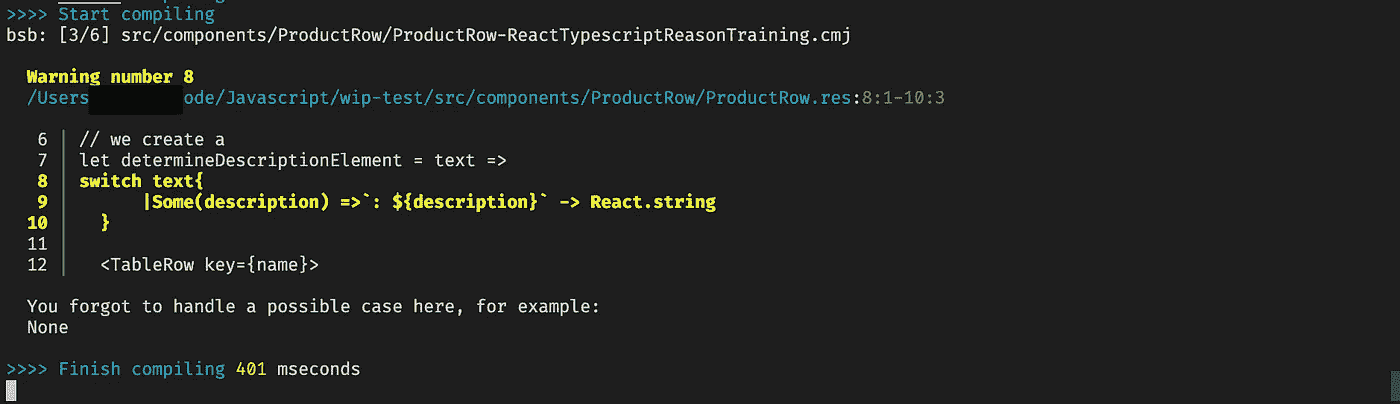 >>>> Start compiling
bsb: [3/6] src/components/ProductRow/ProductRow-ReactTypescriptReasonTraining.cmj
Warning number 8
/Users ode/Javascript/wip-test/src/components/ProductRow/ProductRow.res:8:1-10:3
6 │ // we create a
7 │ let determineDescriptionElement = text =>
8 │ switch text{
9 │ |Some(description) =>`: ${description}` -> React.string
10 │ }
11 │
12 │ <TableRow key={name}>
You forgot to handle a possible case here, for example:
None
>>>> Finish compiling 401 mseconds